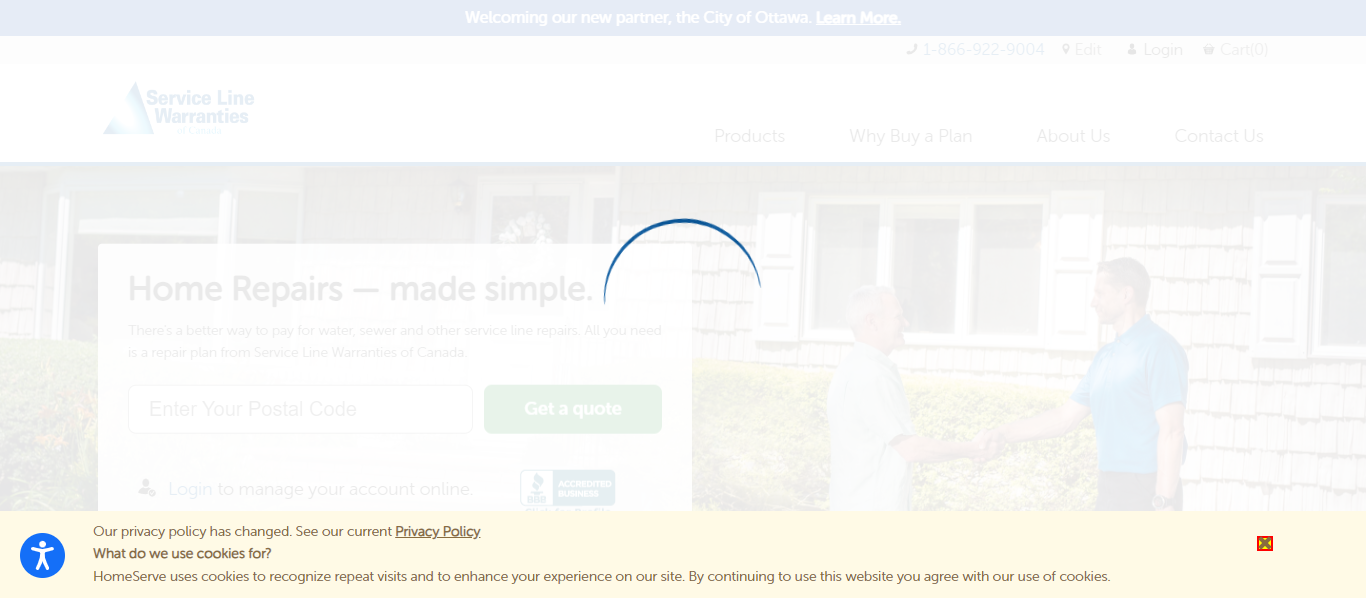 Welcoming our new partner, the City of Ottawa. Learn More.
1-866-922-9004 Edit Login Cart(0)
Service Line
Warranties
of Canada
Products Why Buy a Plan About Us Contact Us
Home Repairs — made simple.
There's a better way to pay for water, sewer and other service line repairs. All you need
is a repair plan from Service Line Warranties of Canada.
Enter Your Postal Code Get a quote
Login to manage your account online.
BBB ACCREDITED
BUSINESS
Our privacy policy has changed. See our current Privacy Policy
What do we use cookies for?
HomeServe uses cookies to recognize repeat visits and to enhance your experience on our site. By continuing to use this website you agree with our use of cookies.